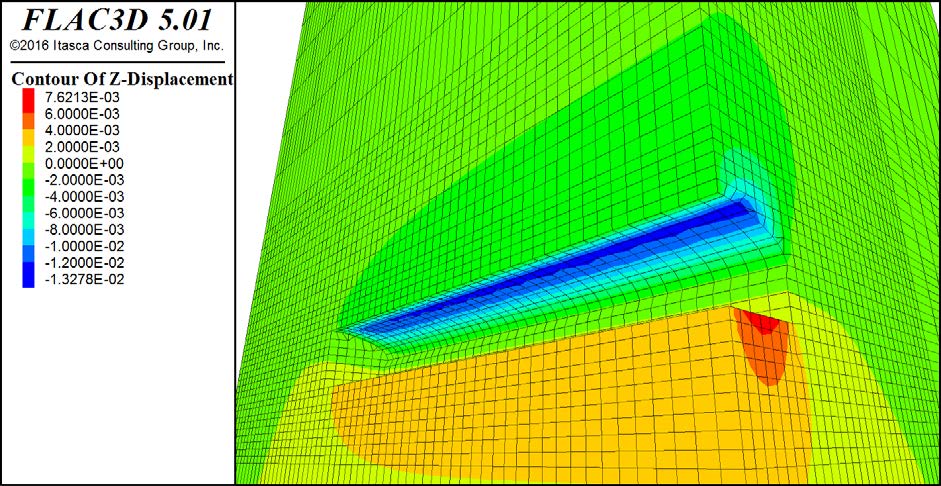 FLAC3D 5.01
©2016 Itasca Consulting Group, Inc.
Contour Of Z-Displacement
7.6213E-03
6.0000E-03
4.0000E-03
2.0000E-03
0.0000E+00
-2.0000E-03
-4.0000E-03
-6.0000E-03
-8.0000E-03
-1.0000E-02
-1.2000E-02
-1.3278E-02